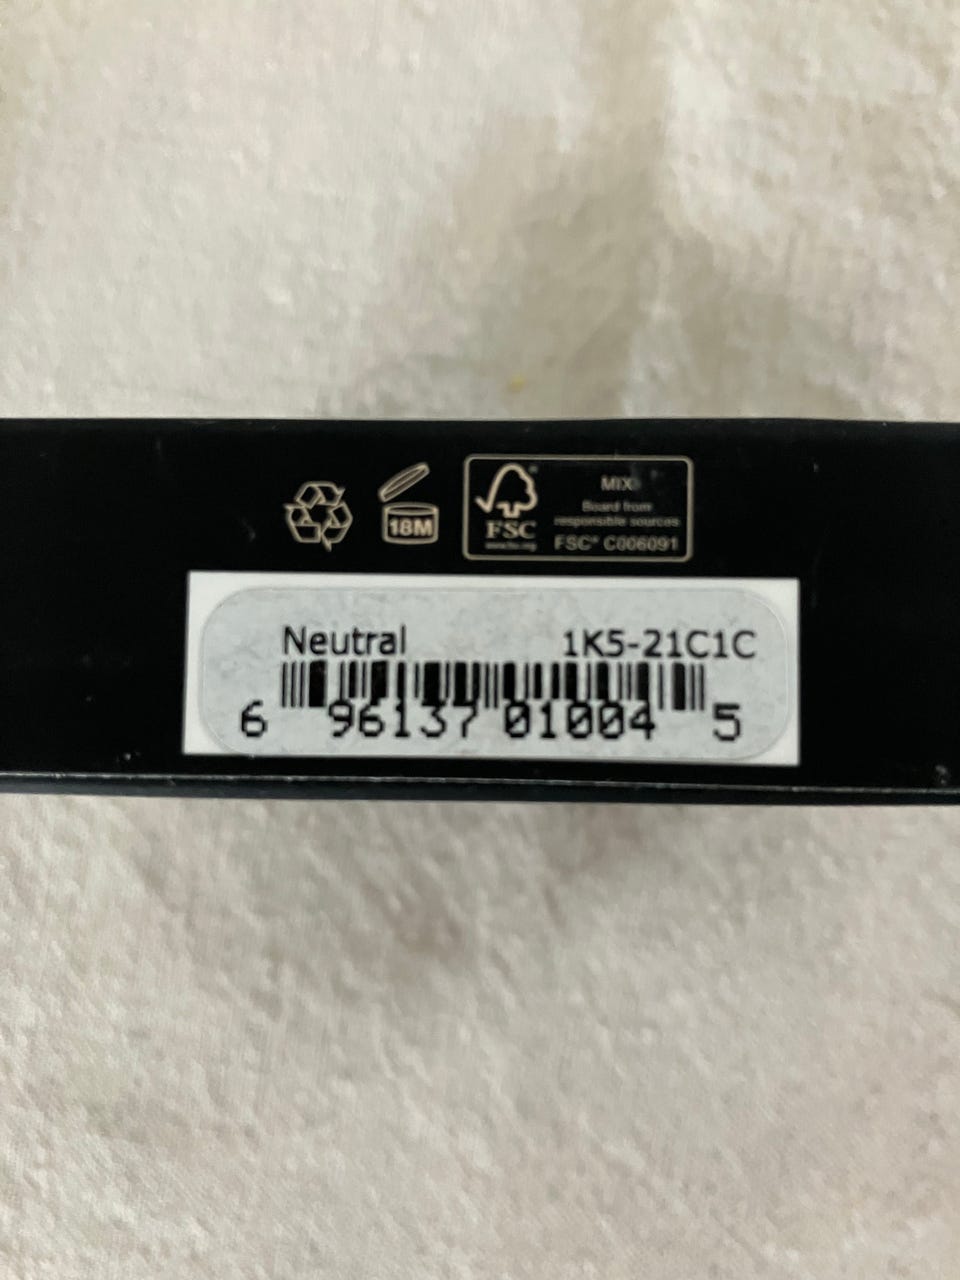 18M
FSC
MIX
Board from
responsible sources
FSC® C006091
Neutral 1K5-21C1C
6 96137 01004 5